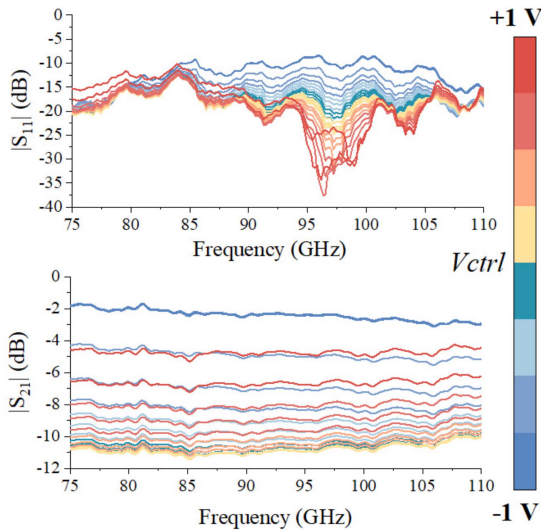 +1 V
0
-5
-10
-15
-20
-25
-30
-35
-40
|S11| (dB)
75 80 85 90 95 100 105 110
Frequency (GHz)
Vctrl
0
-2
-4
-6
-8
-10
-12
|S21| (dB)
75 80 85 90 95 100 105 110
Frequency (GHz)
-1 V